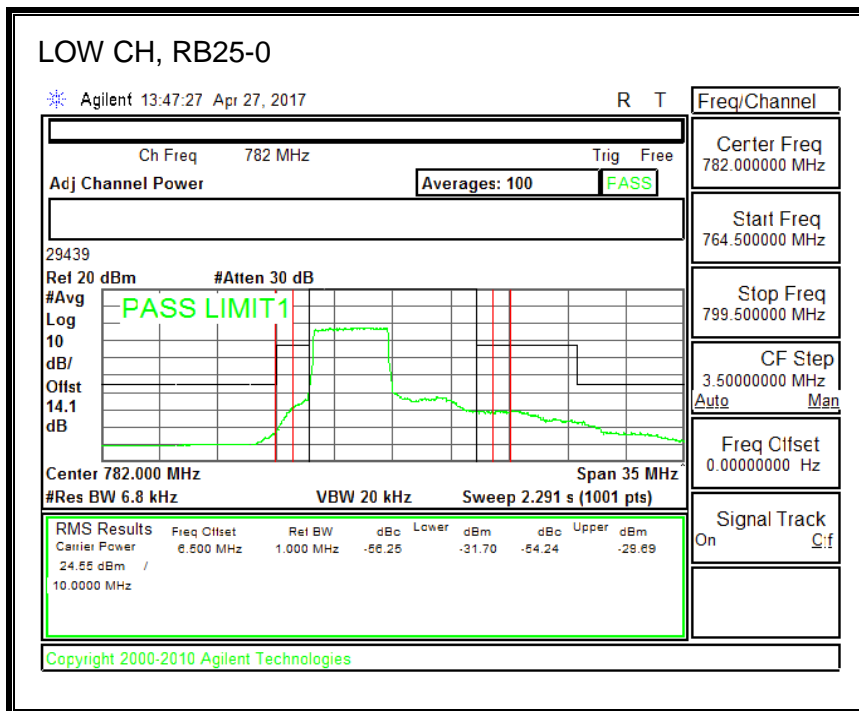 LOW CH, RB25-0
Agilent 13:47:27 Apr 27, 2017 R T
Freq/Channel
Ch Freq 782 MHz Trig Free
Adj Channel Power Averages: 100 PASS
29439
Ref 20 dBm #Atten 30 dB
#Avg
Log
10
dB/
Offst
14.1
dB
PASS LIMIT1
Center 782.000 MHz Span 35 MHz
#Res BW 6.8 kHz VBW 20 kHz Sweep 2.291 s (1001 pts)
RMS Results Freq Offset Ref BW dBc Lower dBm dBc Upper dBm
Carrier Power 6.500 MHz 1.000 MHz -56.25 -31.70 -54.24 -29.69
24.55 dBm /
10.0000 MHz
Copyright 2000-2010 Agilent Technologies
Center Freq
782.000000 MHz
Start Freq
764.500000 MHz
Stop Freq
799.500000 MHz
CF Step
3.50000000 MHz
Auto Man
Freq Offset
0.00000000 Hz
Signal Track
On Off